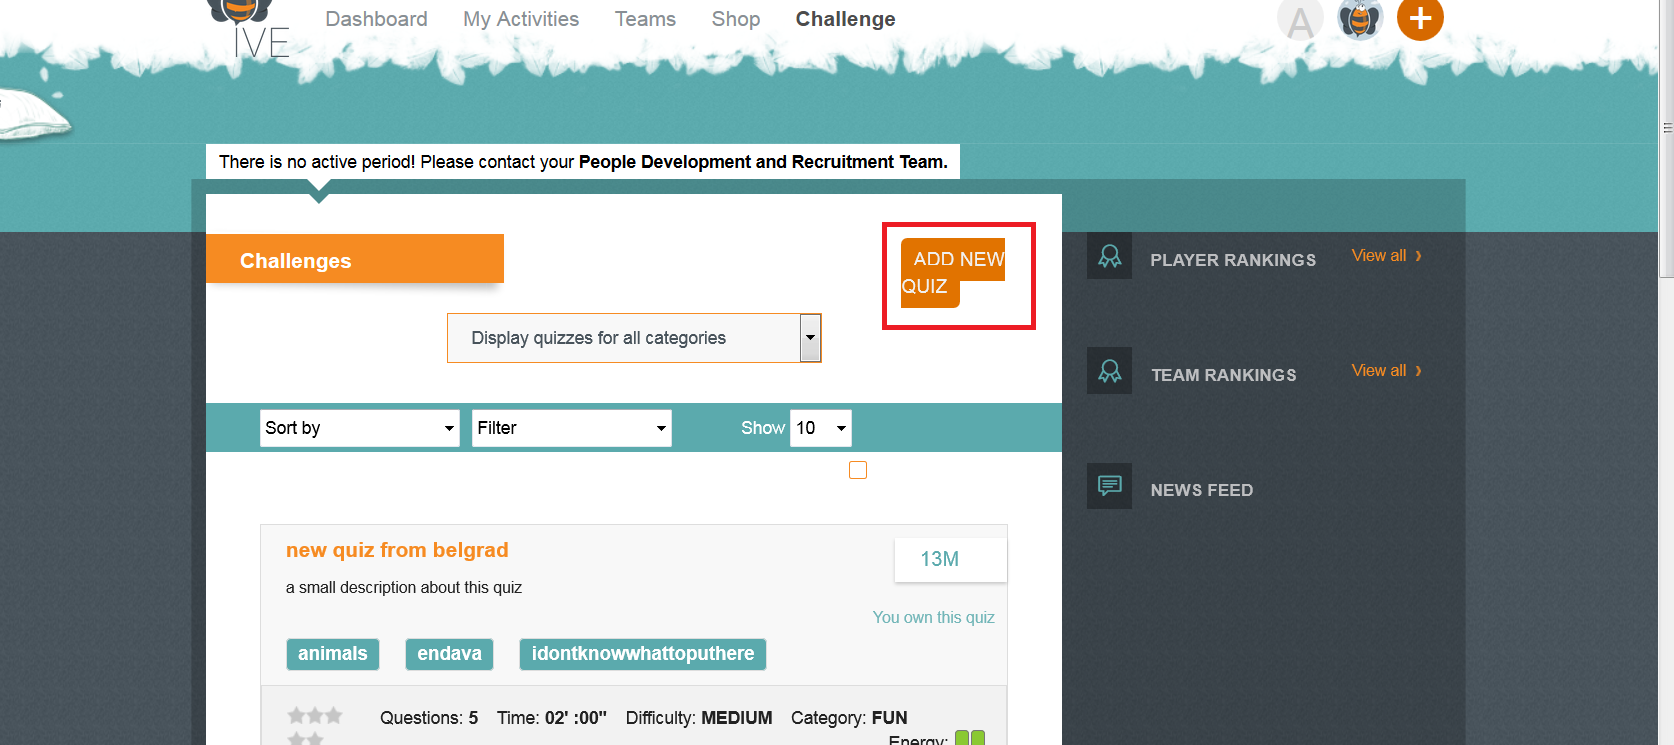 IVE
Dashboard My Activities Teams Shop Challenge A +
There is no active period! Please contact your People Development and Recruitment Team.
Challenges
ADD NEW
QUIZ
Display quizzes for all categories
Sort by Filter Show 10
new quiz from belgrad
13M
a small description about this quiz
You own this quiz
animals endava idontknowwhattoputhere
Questions: 5 Time: 02' :00" Difficulty: MEDIUM Category: FUN
Energy:
PLAYER RANKINGS View all ›
TEAM RANKINGS View all ›
NEWS FEED